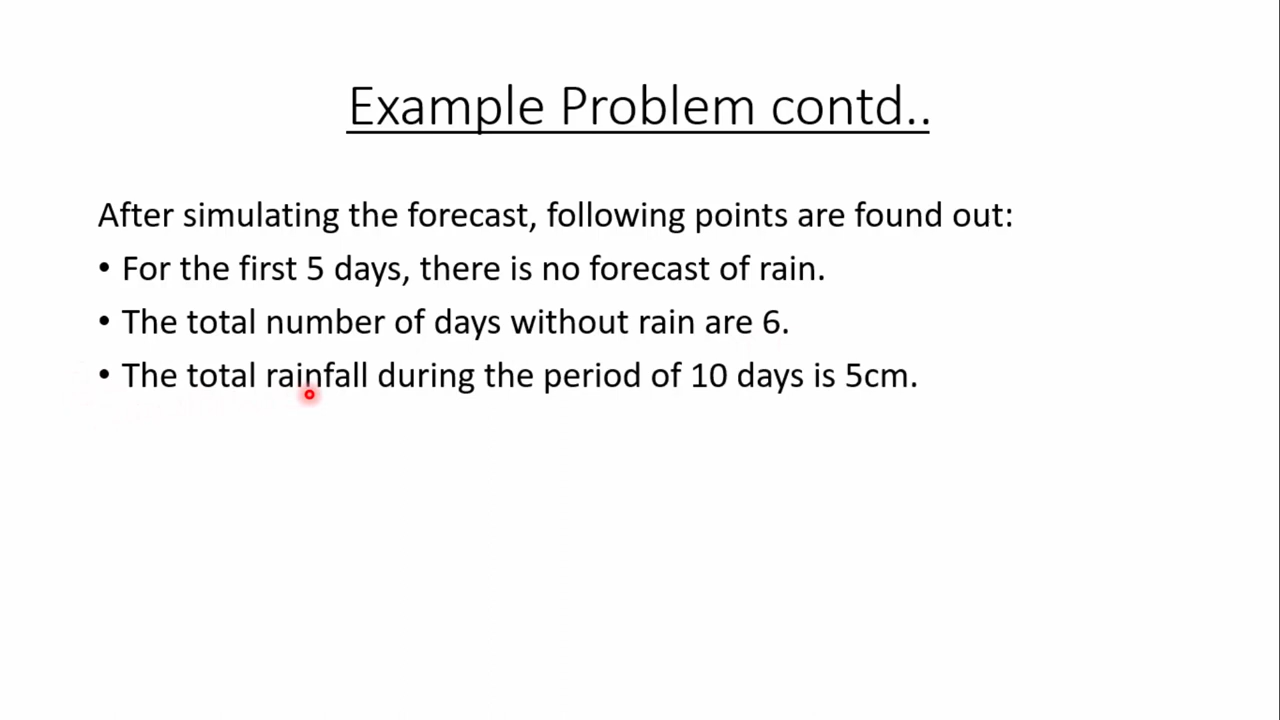 Example Problem contd..
After simulating the forecast, following points are found out:
• For the first 5 days, there is no forecast of rain.
• The total number of days without rain are 6.
• The total rainfall during the period of 10 days is 5cm.